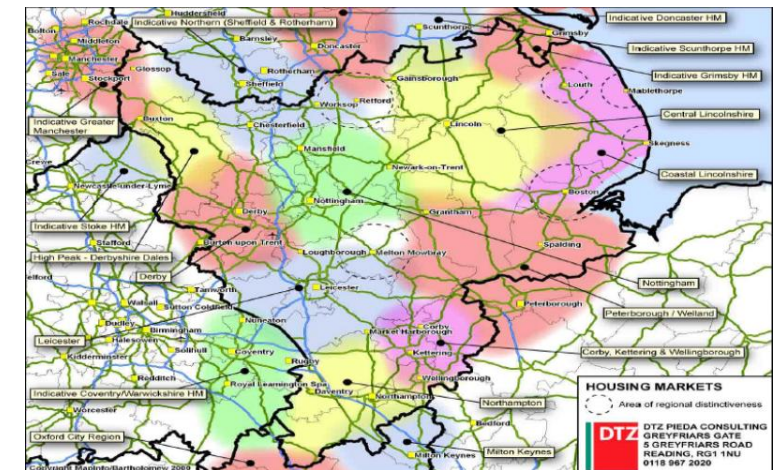 Rochdale
Huddersfield
Indicative Northern (Sheffield & Rotherham)
Scunthorpe
Grimsby
Indicative Doncaster HM
Bolton
Middleton
Manchester
Sale
Stockport
Glossop
Barnsley
Doncaster
Rotherham
Sheffield
Indicative Scunthorpe HM
Indicative Grimsby HM
Gainsborough
Louth
Mablethorpe
Worksop
Retford
Indicative Greater
Manchester
Buxton
Chesterfield
Lincoln
Central Lincolnshire
Mansfield
Skegness
Crewe
Newcastle-under-Lyme
Newark-on-Trent
Coastal Lincolnshire
Nottingham
Boston
Indicative Stoke HM
Derby
Grantham
Stafford
Burton upon Trent
Spalding
High Peak - Derbyshire Dales
Loughborough
Melton Mowbray
Derby
Nottingham
Telford
Tamworth
Leicester
Peterborough
Peterborough / Welland
Walsall
Sutton Coldfield
Nuneaton
Corby
Dudley
Birmingham
Market Harborough
Leicester
Halesowen
Solihull
Coventry
Kettering
Corby, Kettering & Wellingborough
Kidderminster
Rugby
Redditch
Royal Leamington Spa
Daventry
Northampton
Wellingborough
Indicative Coventry/Warwickshire HM
Northampton
Worcester
Bedford
Oxford City Region
Milton Keynes
Milton Keynes
Copyright MapInfo/Bartholomew 2000
HOUSING MARKETS
Area of regional distinctiveness
DTZ
DTZ PIEDA CONSULTING
GREYFRIARS GATE
5 GREYFRIARS ROAD
READING, RG1 1NU
0118 967 2020